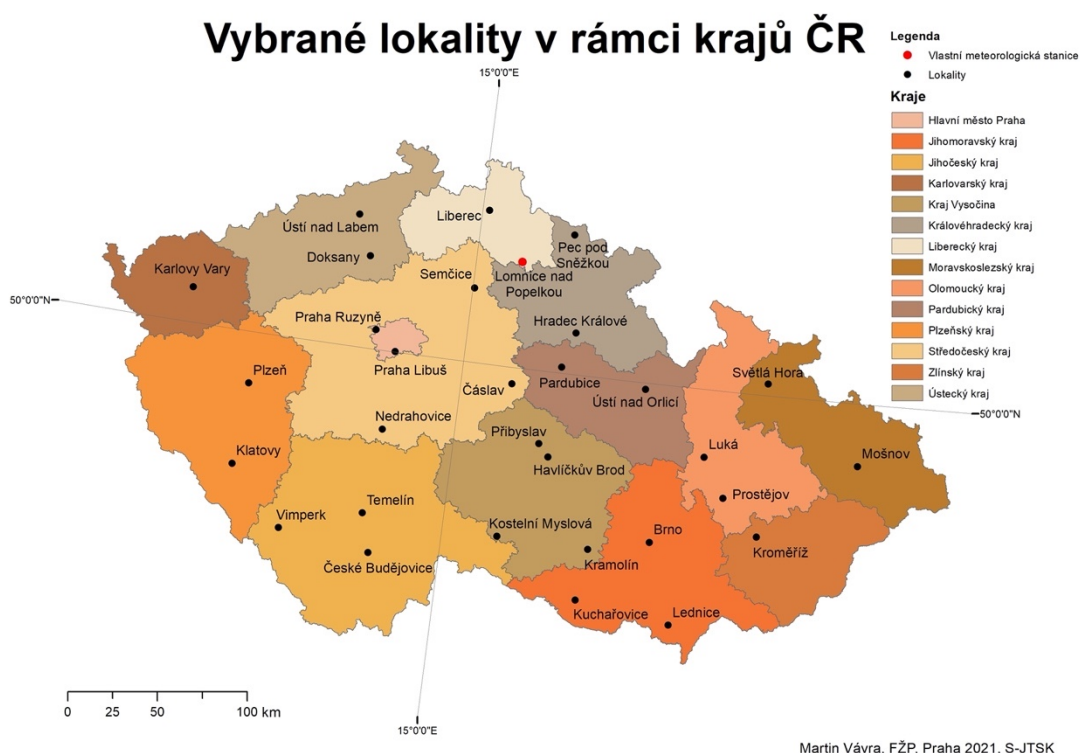 Vybrané lokality v rámci krajů ČR
Legenda
Vlastní meteorologická stanice
Lokality
Kraje
Hlavní město Praha
Jihomoravský kraj
Jihočeský kraj
Karlovarský kraj
Kraj Vysočina
Královéhradecký kraj
Liberecký kraj
Moravskoslezský kraj
Olomoucký kraj
Pardubický kraj
Plzeňský kraj
Středočeský kraj
Zlínský kraj
Ústecký kraj
15°0'0"E
Liberec
Ústí nad Labem
Pec pod
Sněžkou
Doksany
Karlovy Vary
Semčice
Lomnice nad
Popelkou
50°0'0"N
Praha Ruzyně
Hradec Králové
Praha Libuš
Plzeň
Čáslav
Pardubice
Světlá Hora
Ústí nad Orlicí
50°0'0"N
Nedrahovice
Přibyslav
Klatovy
Havlíčkův Brod
Luká
Mošnov
Temelín
Prostějov
Vimperk
Kostelní Myslová
Brno
Kroměříž
České Budějovice
Kramolín
Kuchařovice
Lednice
0 25 50 100 km
15°0'0"E
Martin Vávra, FŽP, Praha 2021, S-JTSK